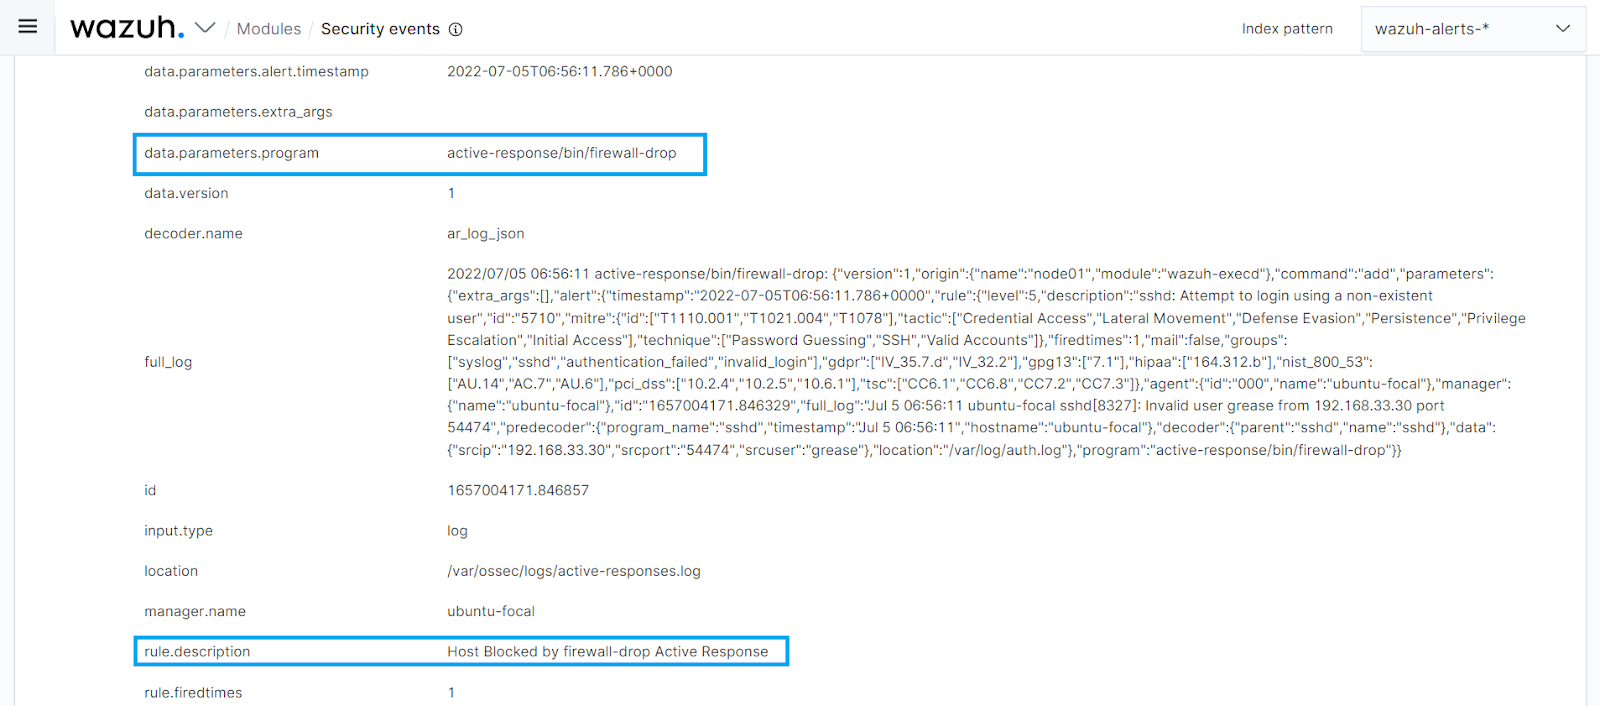 wazuh. / Modules / Security events Index pattern wazuh-alerts-*
data.parameters.alert.timestamp 2022-07-05T06:56:11.786+0000
data.parameters.extra_args
data.parameters.program active-response/bin/firewall-drop
data.version 1
decoder.name ar_log_json
2022/07/05 06:56:11 active-response/bin/firewall-drop: {"version":1,"origin":{"name":"node01","module":"wazuh-execd"},"command":"add","parameters":
{"extra_args":[],"alert":{"timestamp":"2022-07-05T06:56:11.786+0000","rule":{"level":5,"description":"sshd: Attempt to login using a non-existent
user","id":"5710","mitre":{"id":["T1110.001","T1021.004","T1078"],"tactic":["Credential Access","Lateral Movement","Defense Evasion","Persistence","Privilege
Escalation","Initial Access"],"technique":["Password Guessing","SSH","Valid Accounts"]},"firedtimes":1,"mail":false,"groups":
full_log ["syslog","sshd","authentication_failed","invalid_login"],"gdpr":["IV_35.7.d","IV_32.2"],"gpg13":["7.1"],"hipaa":["164.312.b"],"nist_800_53":
["AU.14","AC.7","AU.6"],"pci_dss":["10.2.4","10.2.5","10.6.1"],"tsc":["CC6.1","CC6.8","CC7.2","CC7.3"]},"agent":{"id":"000","name":"ubuntu-focal"},"manager":
{"name":"ubuntu-focal"},"id":"1657004171.846329","full_log":"Jul 5 06:56:11 ubuntu-focal sshd[8327]: Invalid user grease from 192.168.33.30 port
54474","predecoder":{"program_name":"sshd","timestamp":"Jul 5 06:56:11","hostname":"ubuntu-focal"},"decoder":{"parent":"sshd","name":"sshd"},"data":
{"srcip":"192.168.33.30","srcport":"54474","srcuser":"grease"},"location":"/var/log/auth.log"},"program":"active-response/bin/firewall-drop"}}
id 1657004171.846857
input.type log
location /var/ossec/logs/active-responses.log
manager.name ubuntu-focal
rule.description Host Blocked by firewall-drop Active Response
rule.firedtimes 1